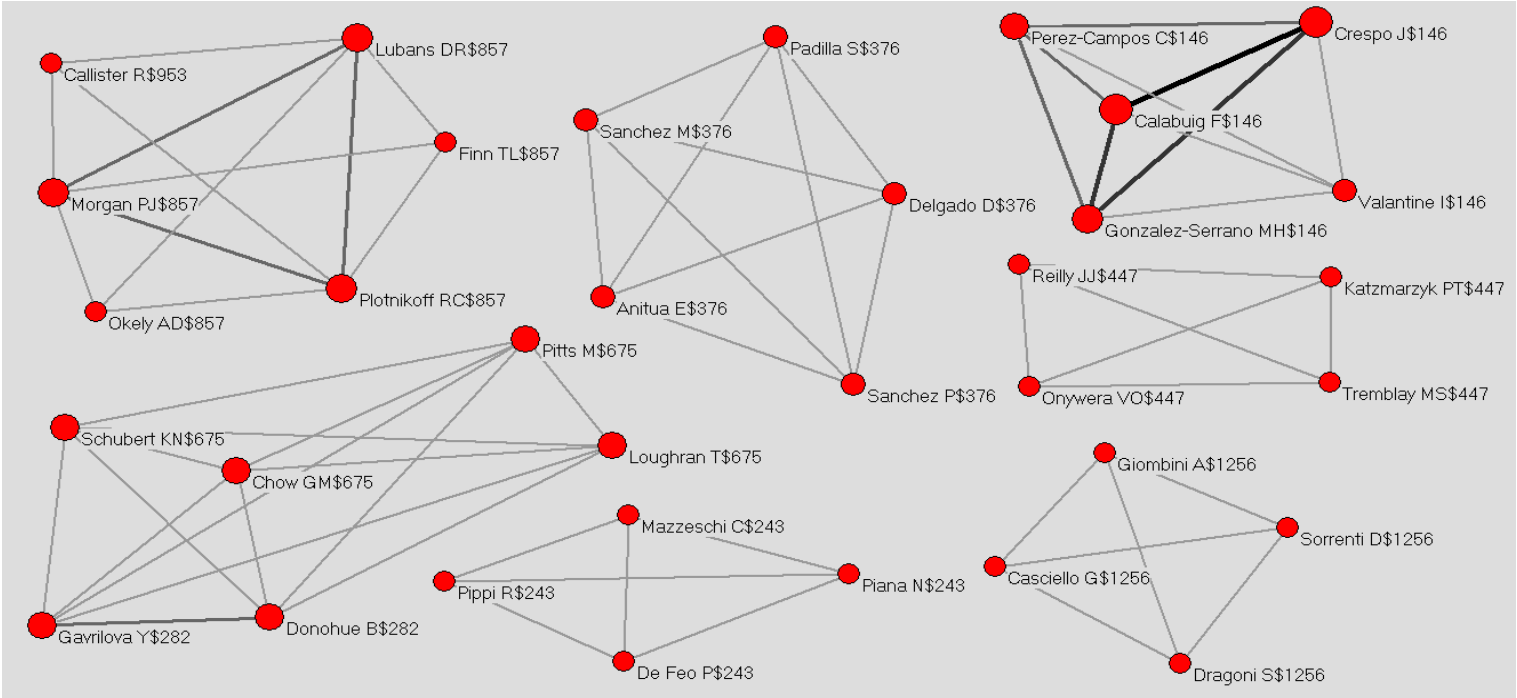 Lubans DR$857
Callister R$953
Finn TL$857
Morgan PJ$857
Plotnikoff RC$857
Okely AD$857
Padilla S$376
Sanchez M$376
Delgado D$376
Anitua E$376
Sanchez P$376
Perez-Campos C$146
Crespo J$146
Calabuig F$146
Valantine I$146
Gonzalez-Serrano MH$146
Reilly JJ$447
Katzmarzyk PT$447
Onywera VO$447
Tremblay MS$447
Pitts M$675
Schubert KN$675
Loughran T$675
Chow GM$675
Gavrilova Y$282
Donohue B$282
Mazzeschi C$243
Pippi R$243
Piana N$243
De Feo P$243
Giombini A$1256
Sorrenti D$1256
Casciello G$1256
Dragoni S$1256